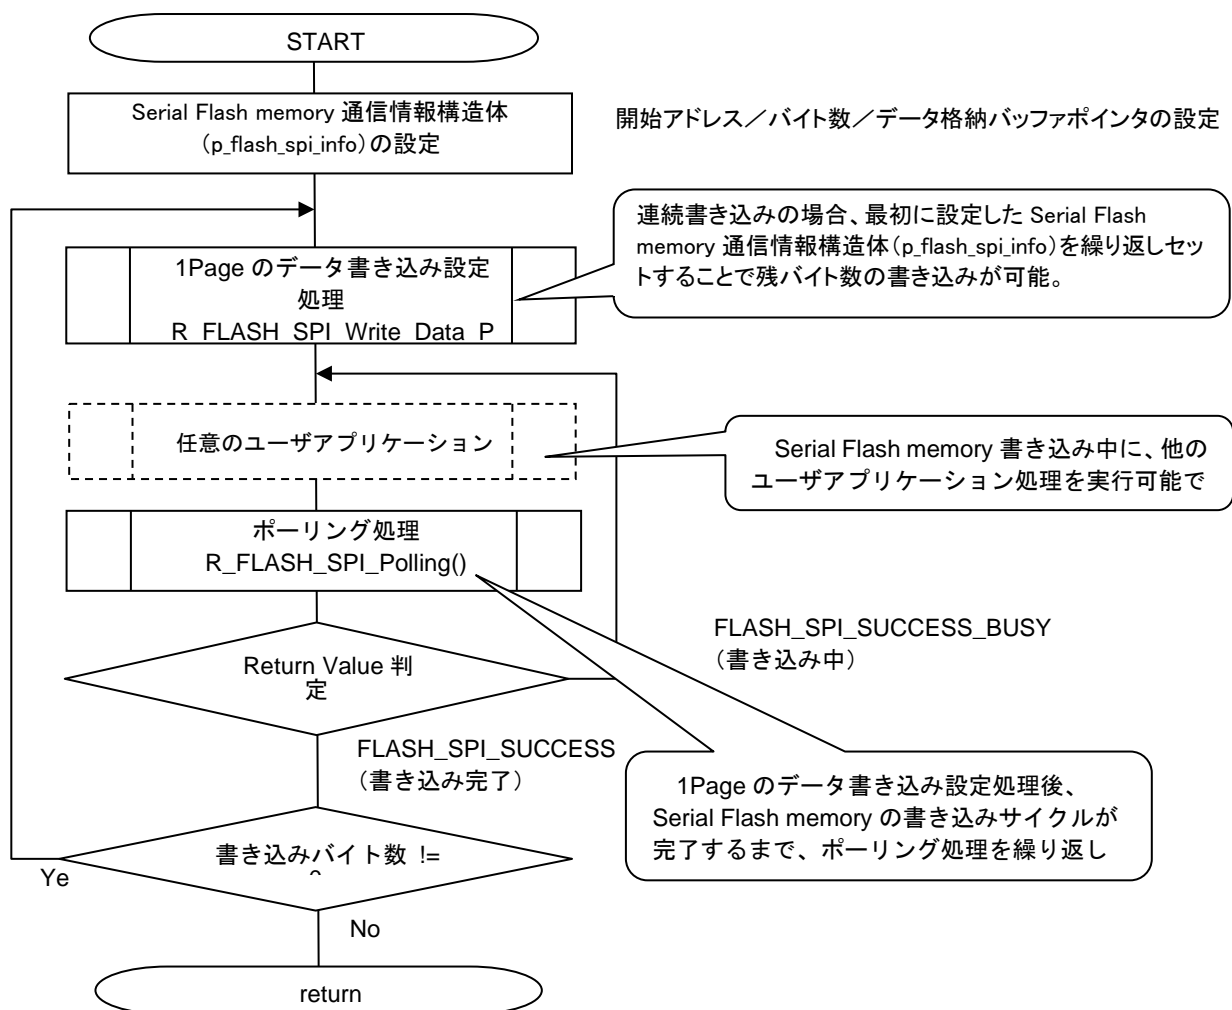 START
Serial Flash memory 通信情報構造体
(p_flash_spi_info)の設定
開始アドレス／バイト数／データ格納バッファポインタの設定
連続書き込みの場合、最初に設定した Serial Flash
memory 通信情報構造体(p_flash_spi_info)を繰り返しセッ
トすることで残バイト数の書き込みが可能。
1Page のデータ書き込み設定
処理
R_FLASH_SPI_Write_Data_P
任意のユーザアプリケーション
Serial Flash memory 書き込み中に、他の
ユーザアプリケーション処理を実行可能で
ポーリング処理
R_FLASH_SPI_Polling()
FLASH_SPI_SUCCESS_BUSY
（書き込み中）
Return Value 判
定
FLASH_SPI_SUCCESS
（書き込み完了）
1Page のデータ書き込み設定処理後、
Serial Flash memory の書き込みサイクルが
完了するまで、ポーリング処理を繰り返し
書き込みバイト数 !=
Ye
No
return